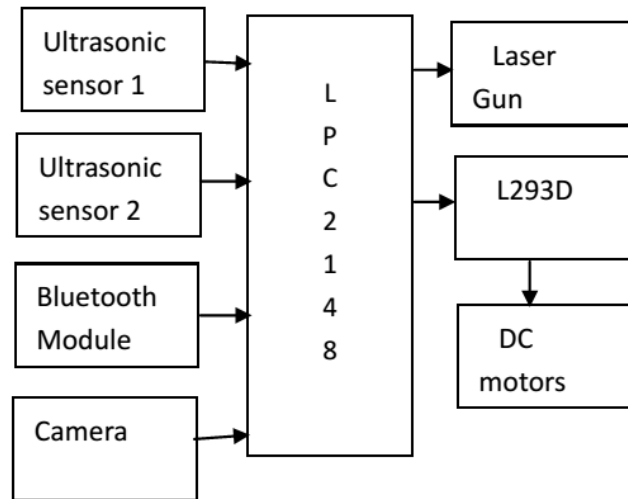 Ultrasonic
sensor 1
Ultrasonic
sensor 2
Bluetooth
Module
Camera
L
P
C
2
1
4
8
Laser
Gun
L293D
DC
motors